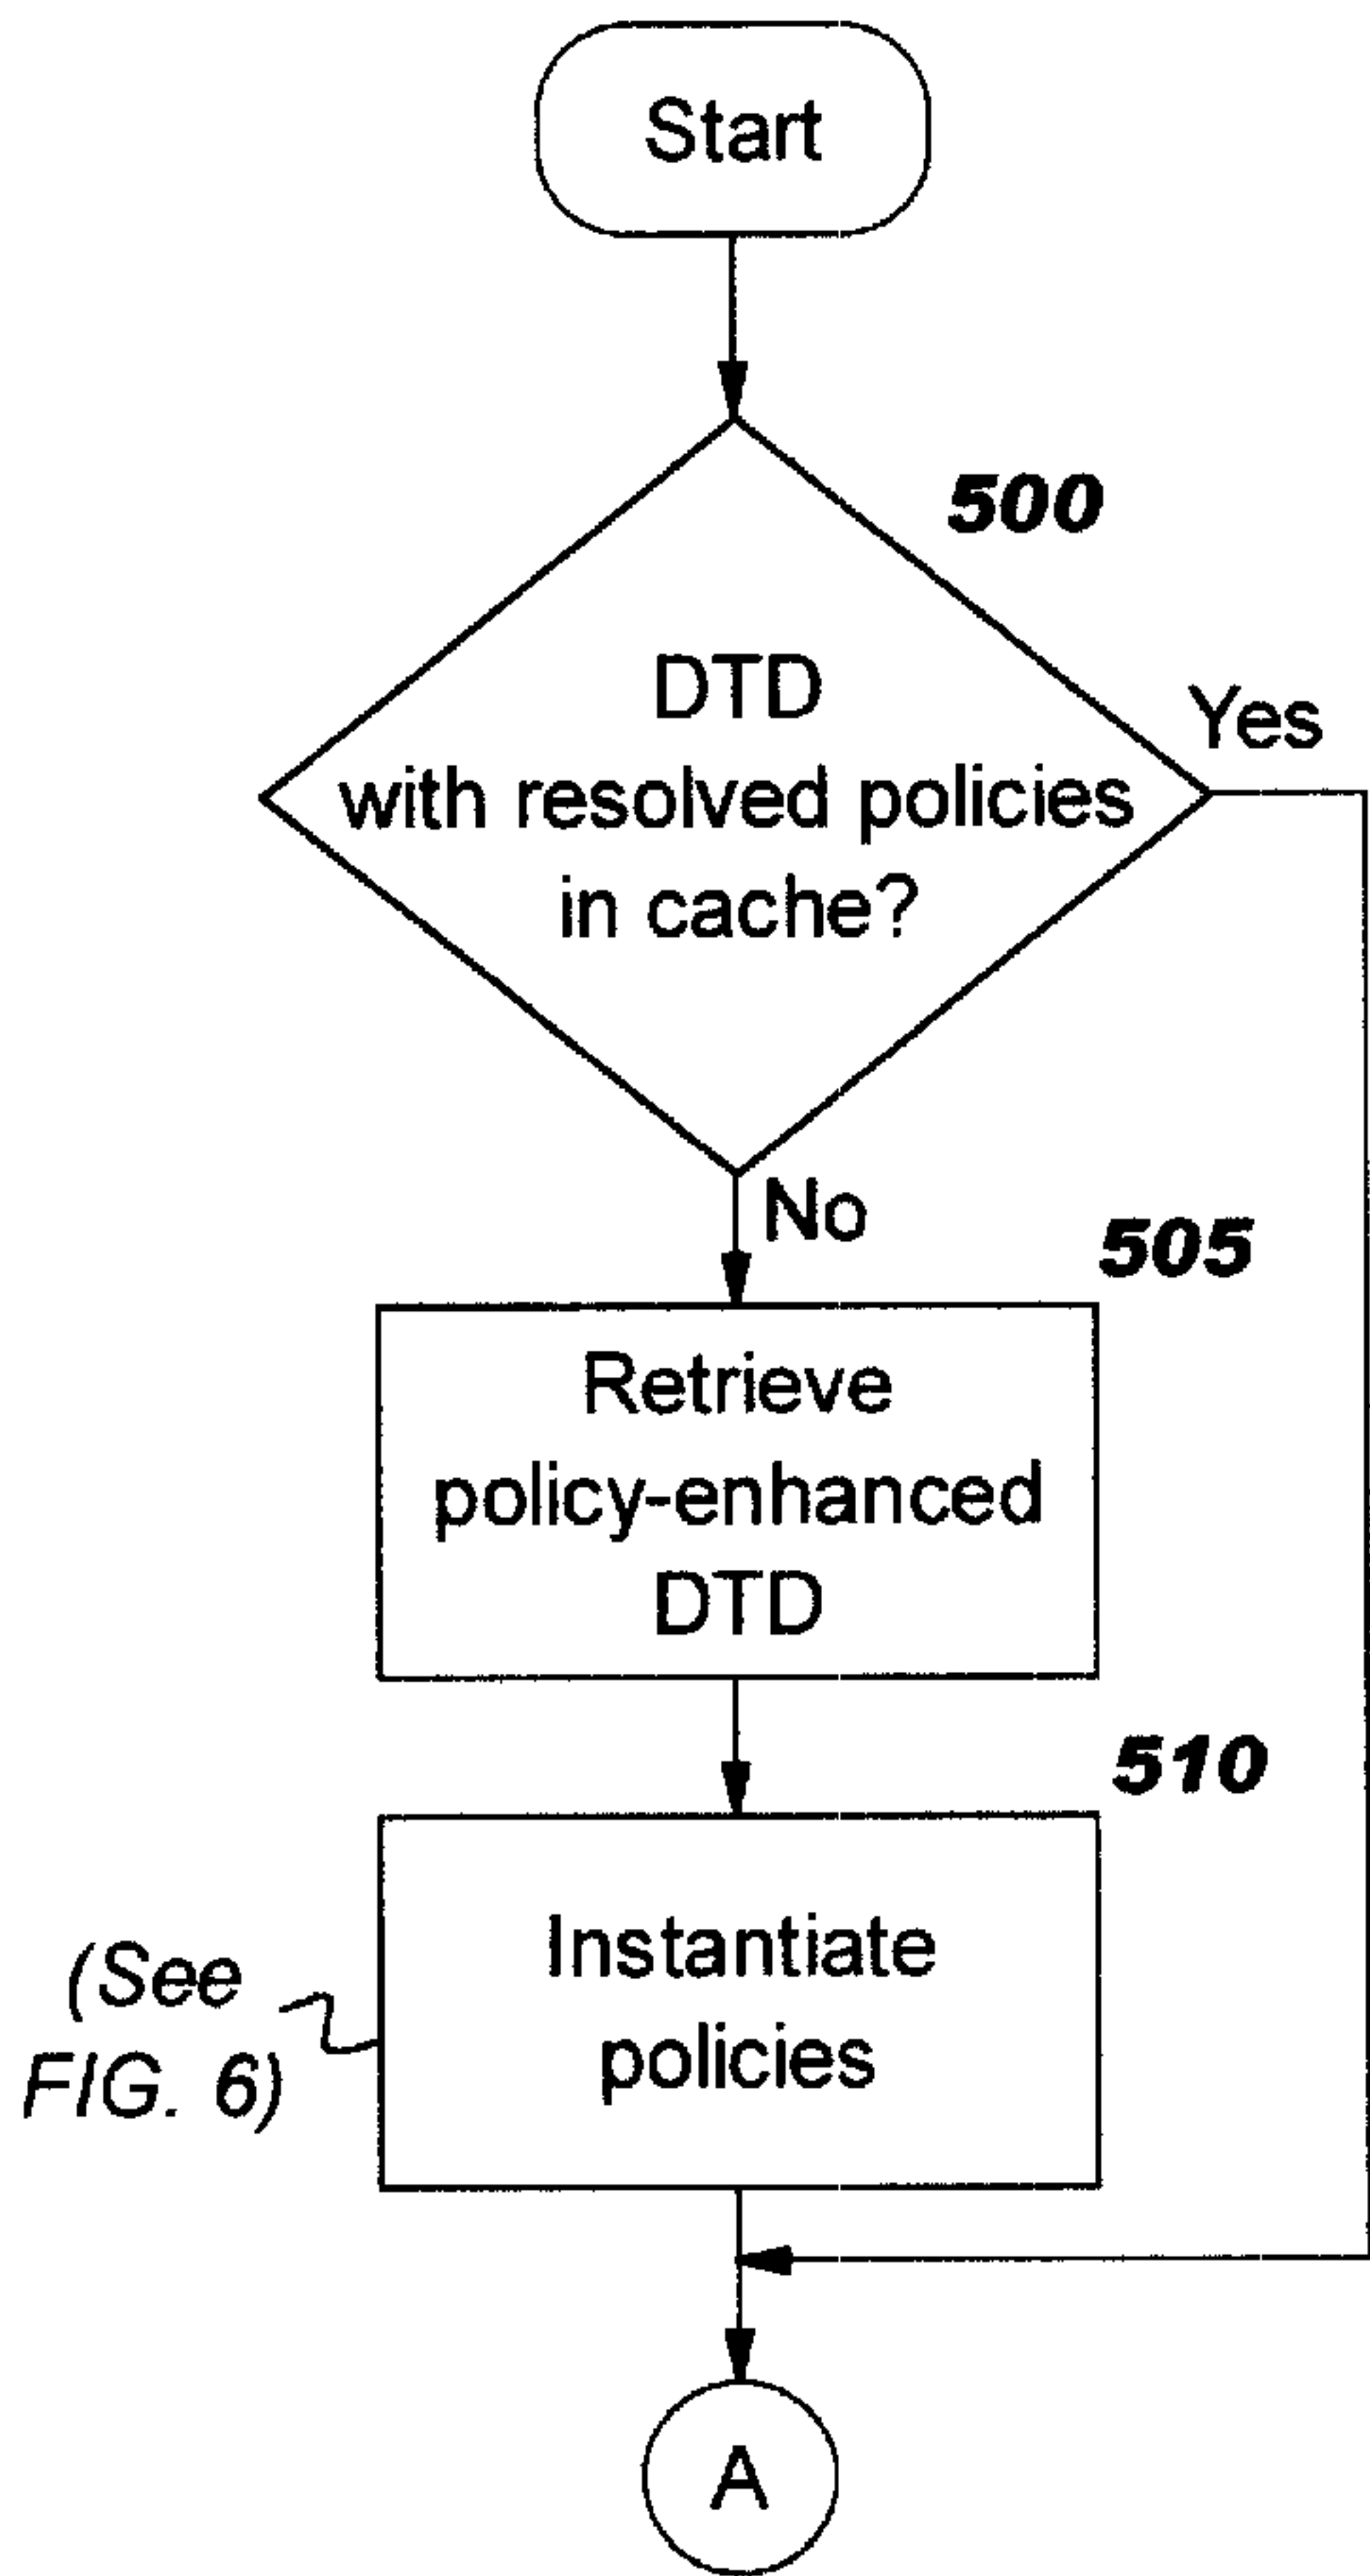 Start
500
DTD
with resolved policies
in cache?
Yes
No
505
Retrieve
policy-enhanced
DTD
510
Instantiate
policies
(See
FIG. 6)
A